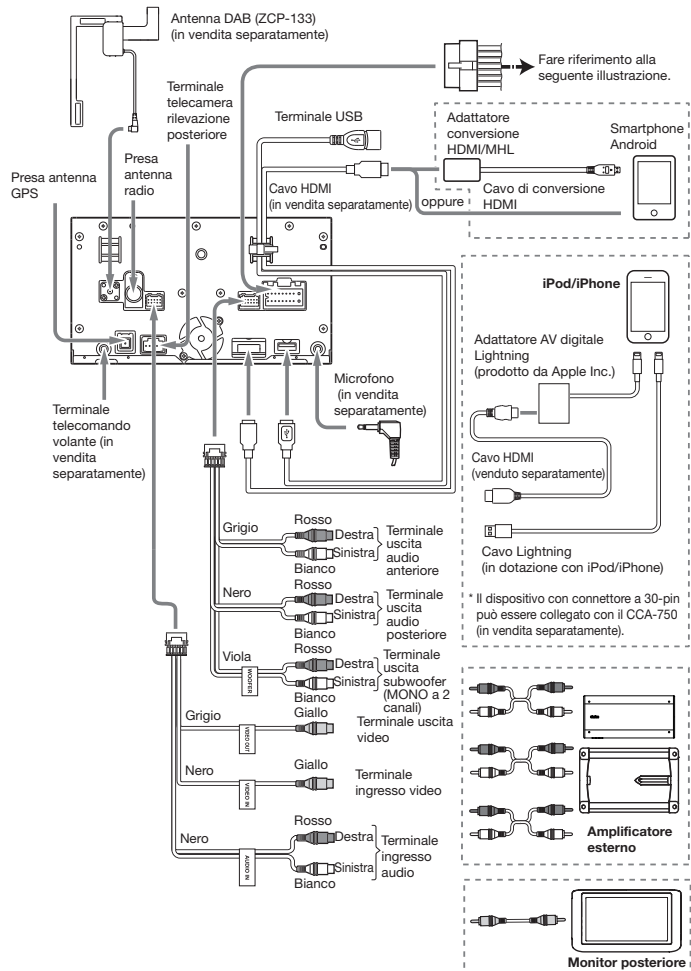 Antenna DAB (ZCP-133)
(in vendita separatamente)
Fare riferimento alla
seguente illustrazione.
Terminale
telecamera
rilevazione
posteriore
Terminale USB
Adattatore
conversione
HDMI/MHL
Smartphone
Android
Presa antenna
GPS
Presa
antenna
radio
Cavo HDMI
(in vendita separatamente)
oppure
Cavo di conversione
HDMI
iPod/iPhone
Adattatore AV digitale
Lightning
(prodotto da Apple Inc.)
Microfono
(in vendita
separatamente)
Terminale
telecomando
volante (in
vendita
separatamente)
Cavo HDMI
(venduto separatamente)
Cavo Lightning
(in dotazione con iPod/iPhone)
* Il dispositivo con connettore a 30-pin
può essere collegato con il CCA-750
(in vendita separatamente).
Grigio
Rosso
Destra
Sinistra
Bianco
Terminale
uscita
audio
anteriore
Nero
Rosso
Destra
Sinistra
Bianco
Terminale
uscita
audio
posteriore
Viola
WOOFER
Rosso
Destra
Sinistra
Bianco
Terminale
uscita
subwoofer
(MONO a 2
canali)
Grigio
VIDEO OUT
Giallo
Terminale uscita
video
Nero
VIDEO IN
Giallo
Terminale
ingresso video
Nero
AUDIO IN
Rosso
Destra
Sinistra
Bianco
Terminale
ingresso
audio
Amplificatore
esterno
Monitor posteriore